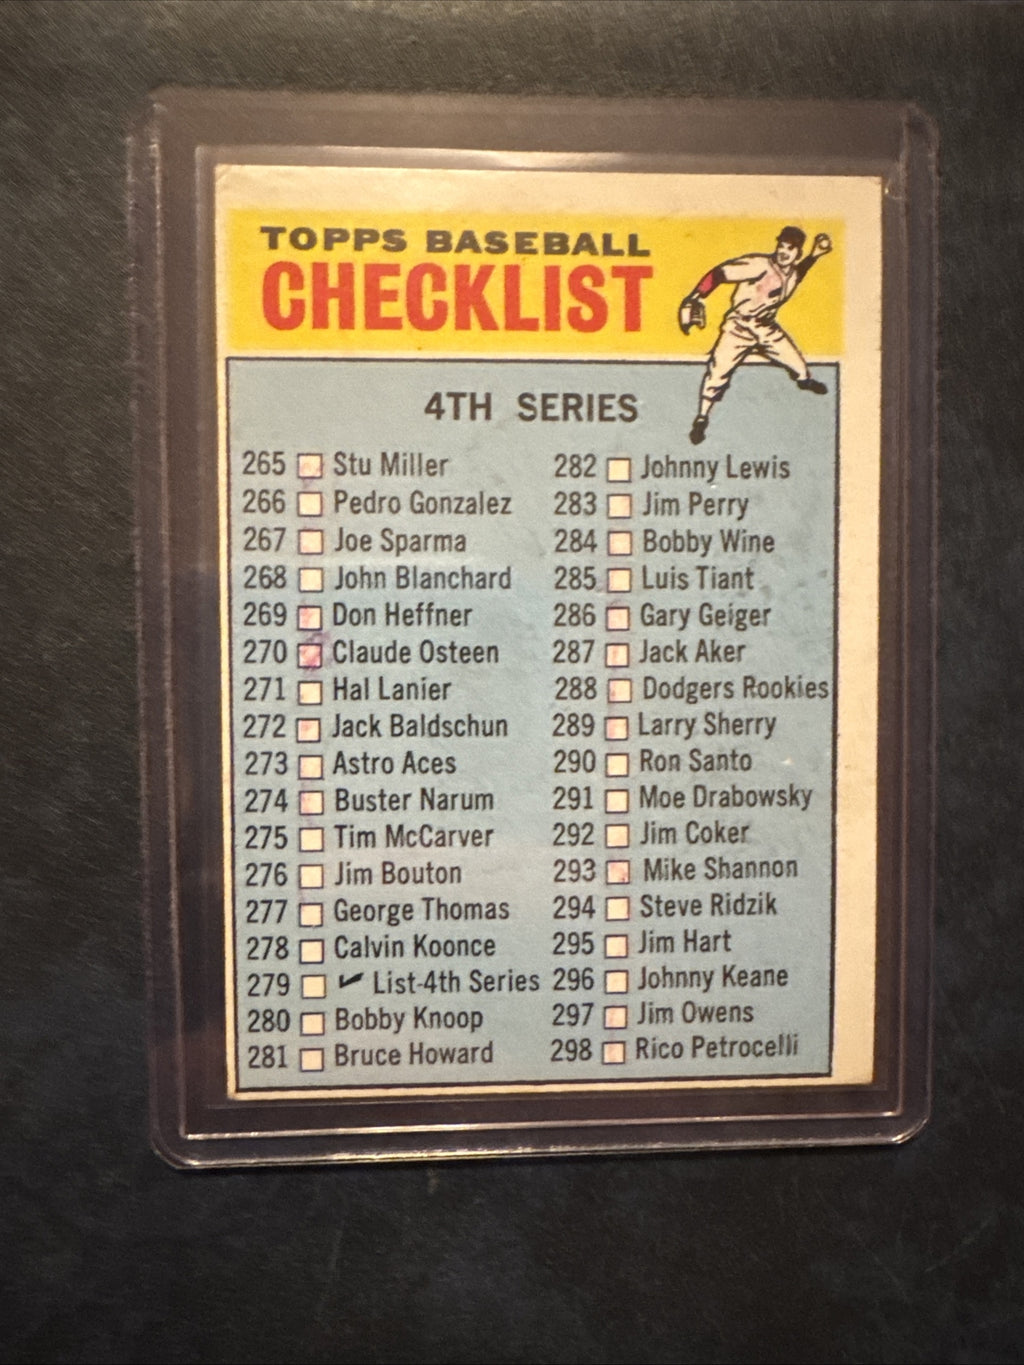 TOPPS BASEBALL
CHECKLIST
4TH SERIES
265 Stu Miller
266 Pedro Gonzalez
267 Joe Sparma
268 John Blanchard
269 Don Heffner
270 Claude Osteen
271 Hal Lanier
272 Jack Baldschun
273 Astro Aces
274 Buster Narum
275 Tim McCarver
276 Jim Bouton
277 George Thomas
278 Calvin Koonce
279 ✔ List-4th Series
280 Bobby Knoop
281 Bruce Howard
282 Johnny Lewis
283 Jim Perry
284 Bobby Wine
285 Luis Tiant
286 Gary Geiger
287 Jack Aker
288 Dodgers Rookies
289 Larry Sherry
290 Ron Santo
291 Moe Drabowsky
292 Jim Coker
293 Mike Shannon
294 Steve Ridzik
295 Jim Hart
296 Johnny Keane
297 Jim Owens
298 Rico Petrocelli